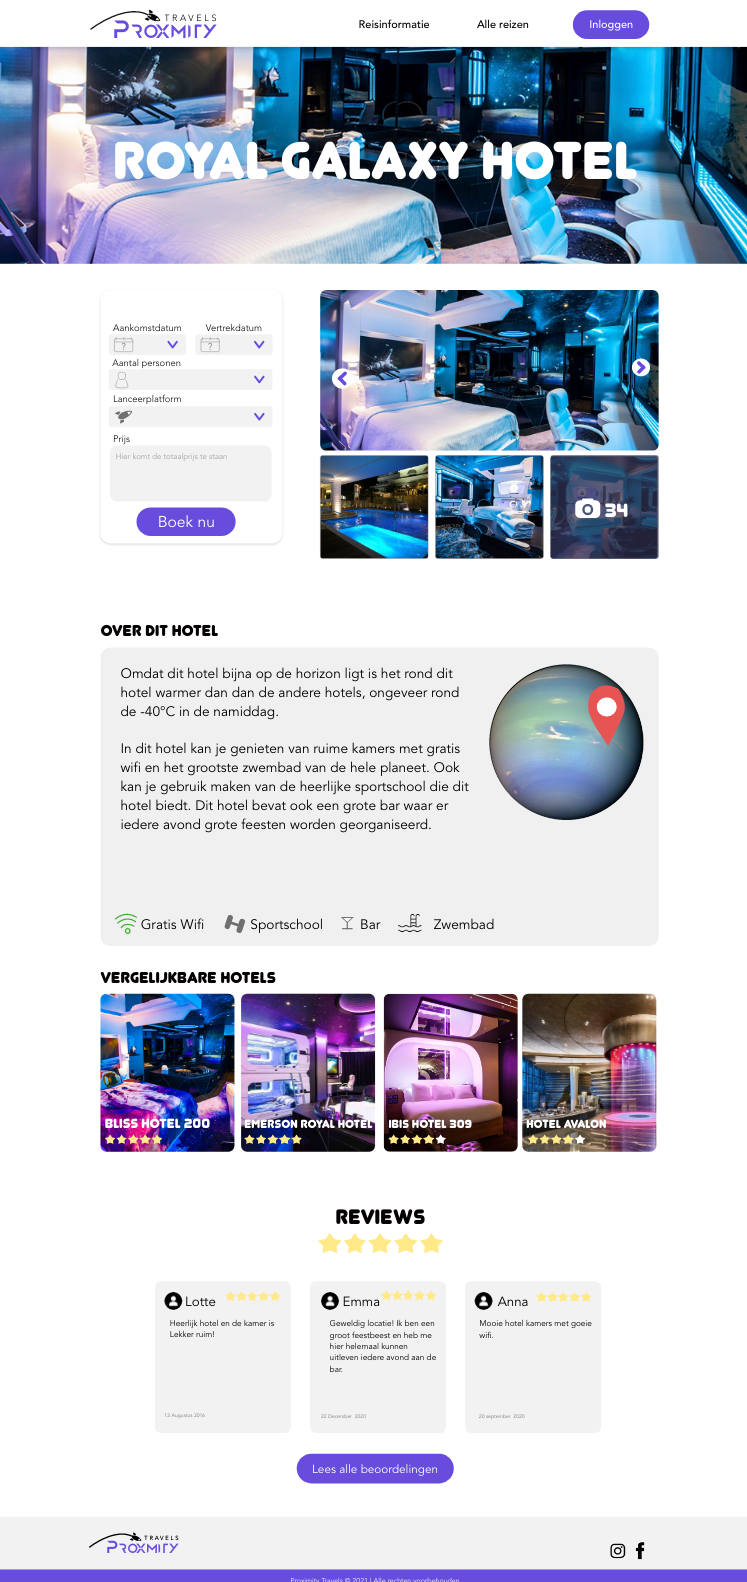 TRAVELS
PROXMITY
Reisinformatie
Alle reizen
Inloggen
ROYAL GALAXY HOTEL
Aankomstdatum
Vertrekdatum
?
?
Aantal personen
Lanceerplatform
Prijs
Hier komt de totaalprijs te staan
Boek nu
34
OVER DIT HOTEL
Omdat dit hotel bijna op de horizon ligt is het rond dit
hotel warmer dan dan de andere hotels, ongeveer rond
de -40°C in de namiddag.
In dit hotel kan je genieten van ruime kamers met gratis
wifi en het grootste zwembad van de hele planeet. Ook
kan je gebruik maken van de heerlijke sportschool die dit
hotel biedt. Dit hotel bevat ook een grote bar waar er
iedere avond grote feesten worden georganiseerd.
Gratis Wifi
Sportschool
Bar
Zwembad
VERGELIJKBARE HOTELS
BLISS HOTEL 200
EMERSON ROYAL HOTEL
IBIS HOTEL 309
HOTEL AVALON
REVIEWS
Lotte
Heerlijk hotel en de kamer is
Lekker ruim!
12 Augustus 2016
Emma
Geweldig locatie! Ik ben een
groot feestbeest en heb me
hier helemaal kunnen
uitleven iedere avond aan de
bar.
22 December 2020
Anna
Mooie hotel kamers met goeie
wifi.
20 september 2020
Lees alle beoordelingen
TRAVELS
PROXMITY
Proximity Travels © 2021 | Alle rechten voorbehouden